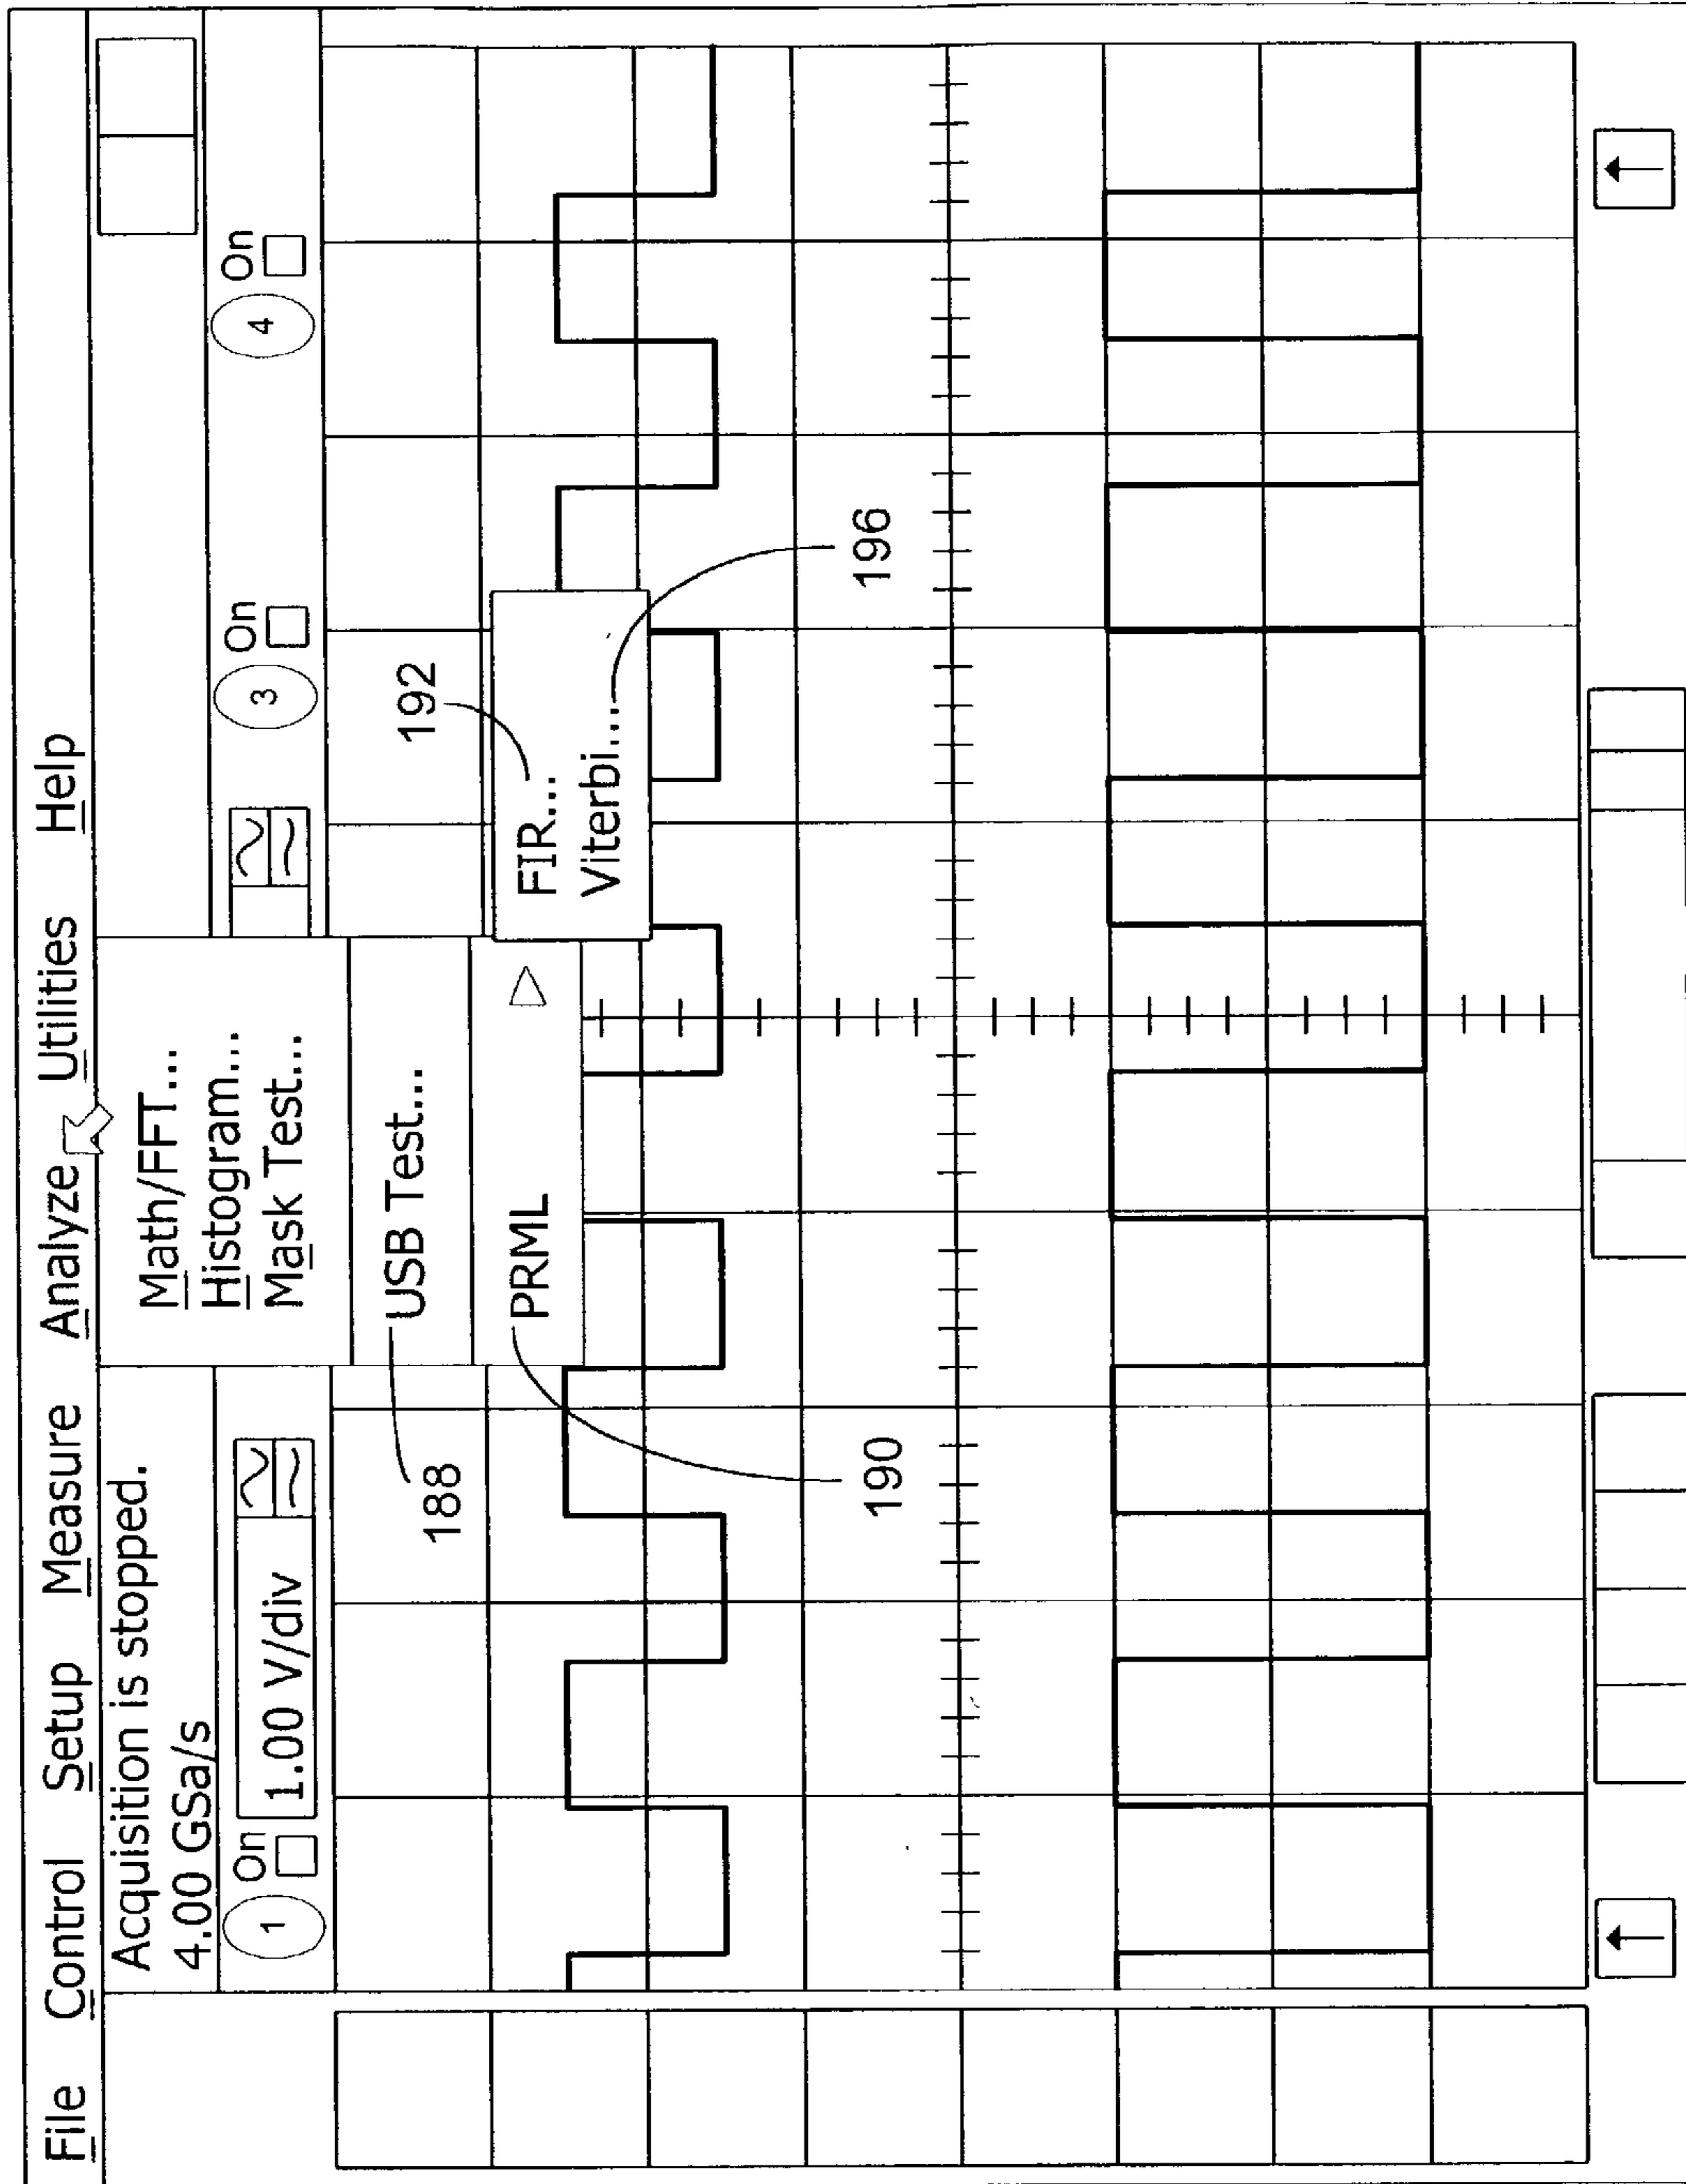 File Control Setup Measure Analyze Utilities Help
Acquisition is stopped.
4.00 GSa/s
1 On 1.00 V/div
3 On
4 On
Math/FFT...
Histogram...
Mask Test...
188
USB Test...
190
PRML
192
FIR...
Viterbi...
196